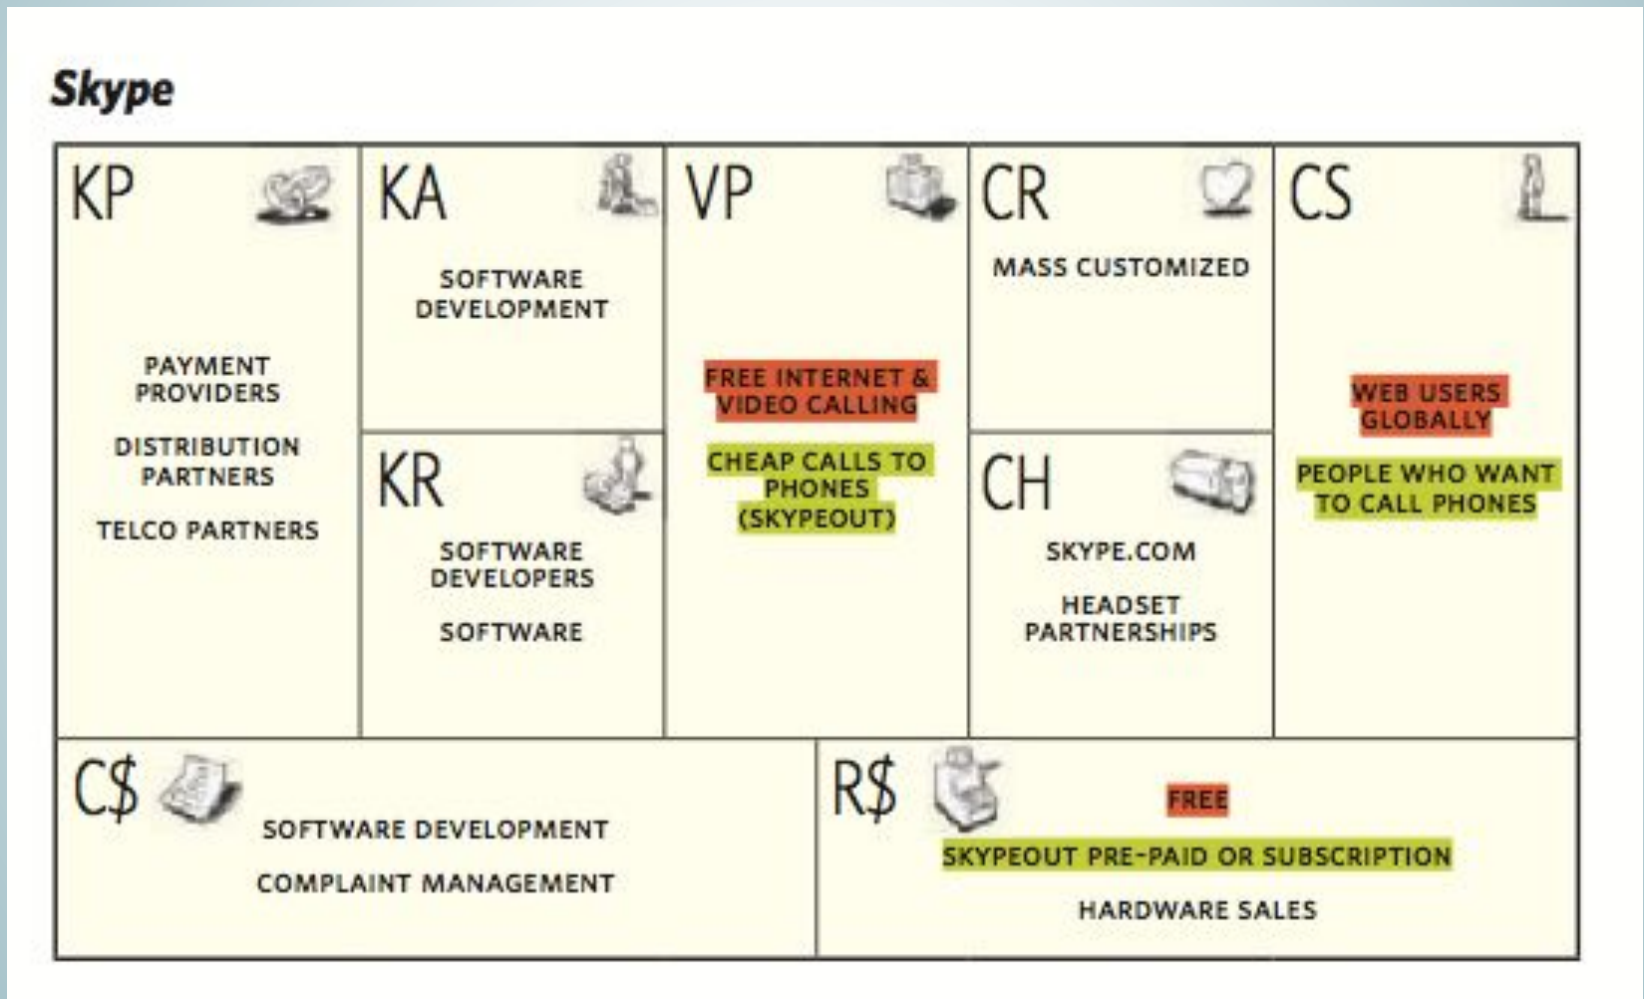 Skype
KP
PAYMENT
PROVIDERS
DISTRIBUTION
PARTNERS
TELCO PARTNERS
KA
SOFTWARE
DEVELOPMENT
KR
SOFTWARE
DEVELOPERS
SOFTWARE
VP
FREE INTERNET &
VIDEO CALLING
CHEAP CALLS TO
PHONES
(SKYPEOUT)
CR
MASS CUSTOMIZED
CH
SKYPE.COM
HEADSET
PARTNERSHIPS
CS
WEB USERS
GLOBALLY
PEOPLE WHO WANT
TO CALL PHONES
C$
SOFTWARE DEVELOPMENT
COMPLAINT MANAGEMENT
R$
FREE
SKYPEOUT PRE-PAID OR SUBSCRIPTION
HARDWARE SALES